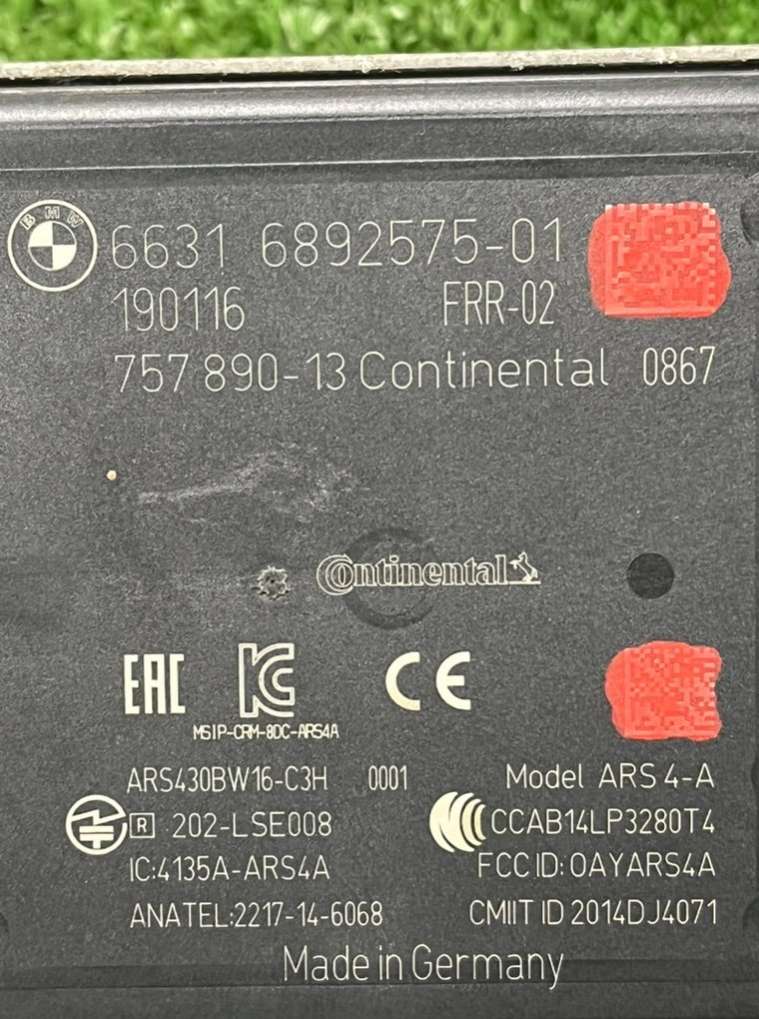 BMW
6631 6892575-01
190116 FRR-02
757 890-13 Continental 0867
Continental
EAC KC CE
MSIP-CRM-8DC-ARS4A
ARS430BW16-C3H 0001 Model ARS 4-A
R 202-LSE008 CCAB14LP3280T4
IC:4135A-ARS4A FCC ID: OAYARS4A
ANATEL:2217-14-6068 CMIIT ID 2014DJ4071
Made in Germany